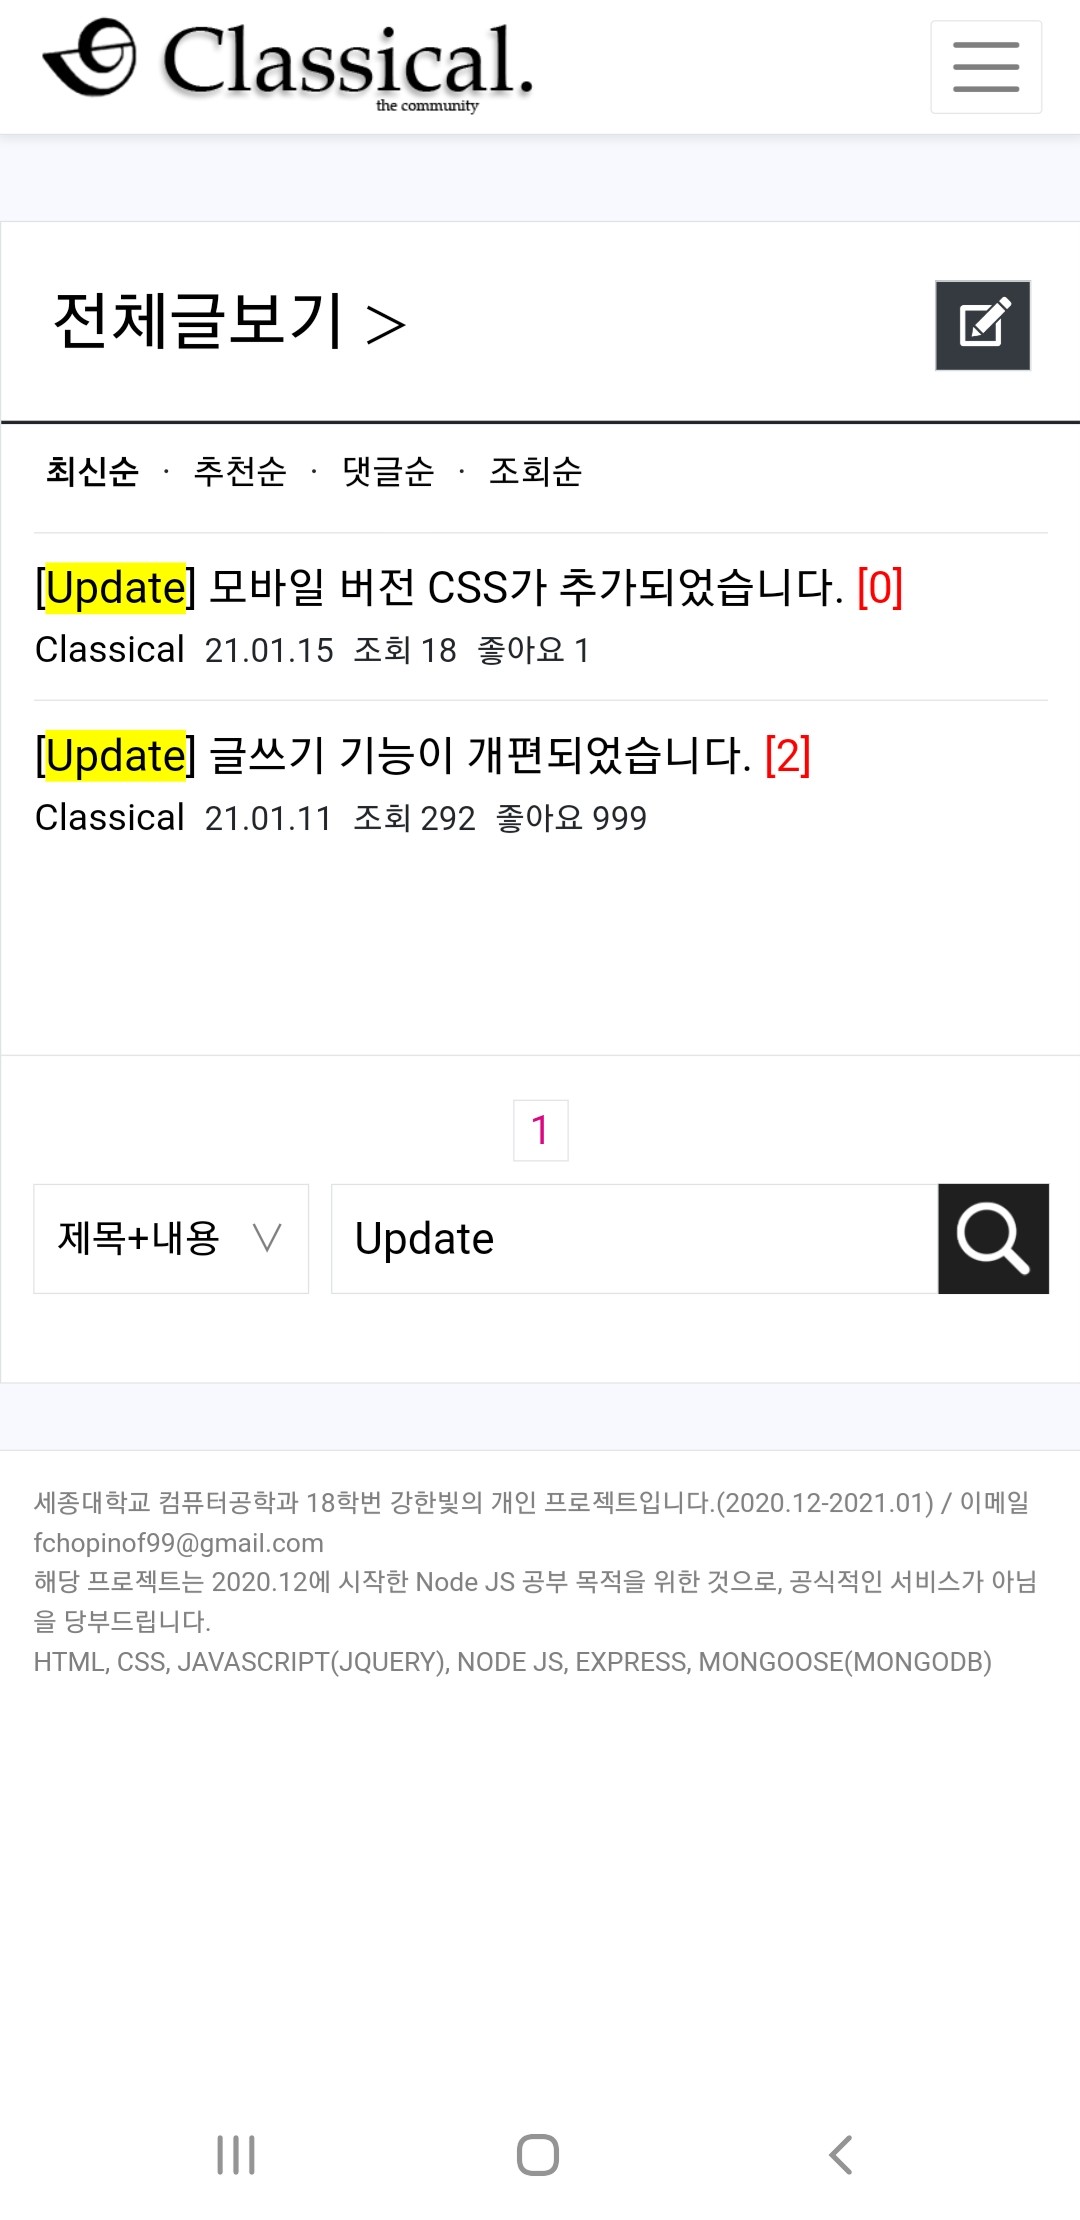 Classical.
the community
전체글보기 >
최신순 · 추천순 · 댓글순 · 조회순
[Update] 모바일 버전 CSS가 추가되었습니다. [0]
Classical 21.01.15 조회 18 좋아요 1
[Update] 글쓰기 기능이 개편되었습니다. [2]
Classical 21.01.11 조회 292 좋아요 999
1
제목+내용 Update
세종대학교 컴퓨터공학과 18학번 강한빛의 개인 프로젝트입니다.(2020.12-2021.01) / 이메일
fchopinof99@gmail.com
해당 프로젝트는 2020.12에 시작한 Node JS 공부 목적을 위한 것으로, 공식적인 서비스가 아님
을 당부드립니다.
HTML, CSS, JAVASCRIPT(JQUERY), NODE JS, EXPRESS, MONGOOSE(MONGODB)